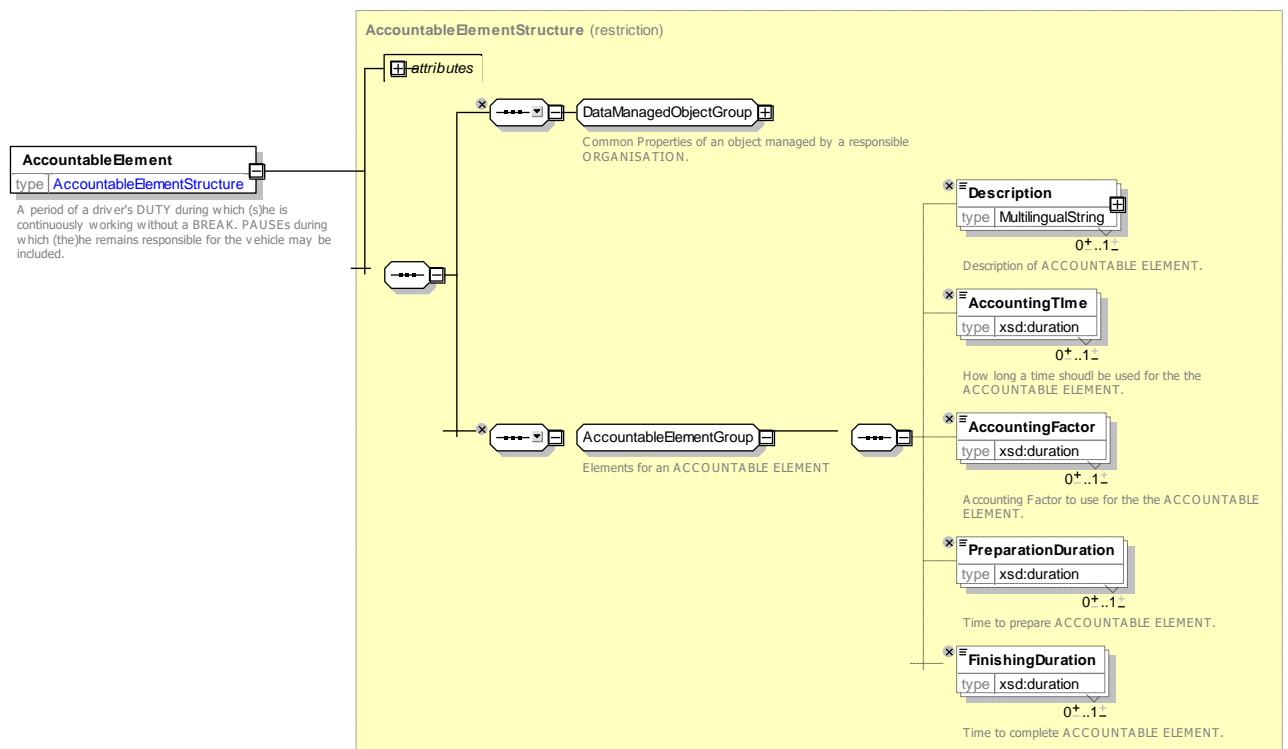 AccountableElementStructure (restriction)
attributes
DataManagedObjectGroup
Common Properties of an object managed by a responsible
ORGANISATION.
AccountableElement
type AccountableElementStructure
A period of a driver's DUTY during which (s)he is
continuously working without a BREAK. PAUSEs during
which (the)he remains responsible for the vehicle may be
included.
Description
type MultilingualString
0..1
Description of ACCOUNTABLE ELEMENT.
AccountingTIme
type xsd:duration
0..1
How long a time shoudl be used for the the
ACCOUNTABLE ELEMENT.
AccountableElementGroup
Elements for an ACCOUNTABLE ELEMENT
AccountingFactor
type xsd:duration
0..1
Accounting Factor to use for the the ACCOUNTABLE
ELEMENT.
PreparationDuration
type xsd:duration
0..1
Time to prepare ACCOUNTABLE ELEMENT.
FinishingDuration
type xsd:duration
0..1
Time to complete ACCOUNTABLE ELEMENT.